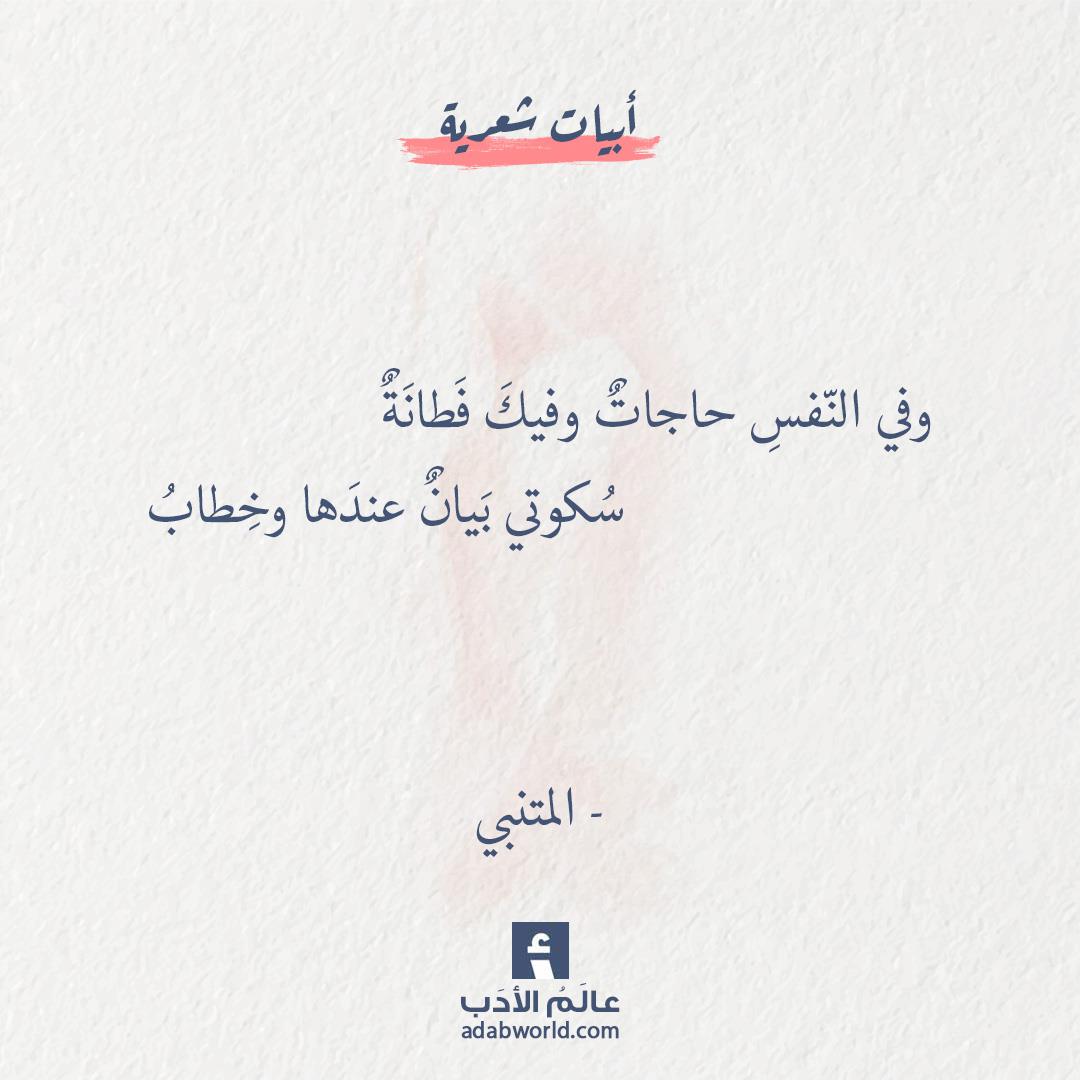 أبيات شعرية
وفي النّفسِ حاجاتٌ وفيكَ فَطانَةٌ
سُكوتي بَيانٌ عندَها وخِطابُ
- المتنبي
أ
عالَمُ الأدَب
adabworld.com